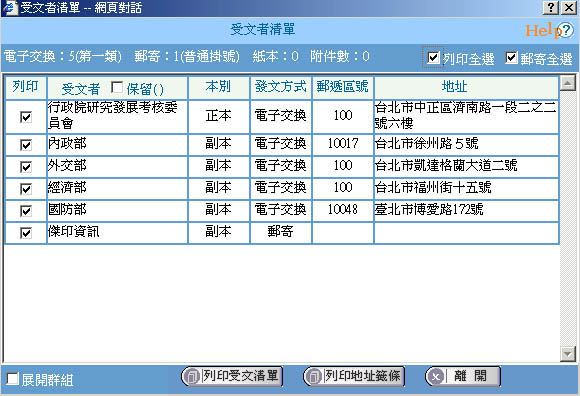 受文者清單 -- 網頁對話
受文者清單
Help?
電子交換：5(第一類) 郵寄：1(普通掛號) 紙本：0 附件數：0 列印全選 郵寄全選
列印 受文者 保留() 本別 發文方式 郵遞區號 地址
行政院研究發展考核委員會 正本 電子交換 100 台北市中正區濟南路一段二之二號六樓
內政部 副本 電子交換 10017 台北市徐州路５號
外交部 副本 電子交換 100 台北市凱達格蘭大道二號
經濟部 副本 電子交換 100 台北市福州街十五號
國防部 副本 電子交換 10048 臺北市博愛路172號
傑印資訊 副本 郵寄
展開群組 列印受文清單 列印地址籤條 離開